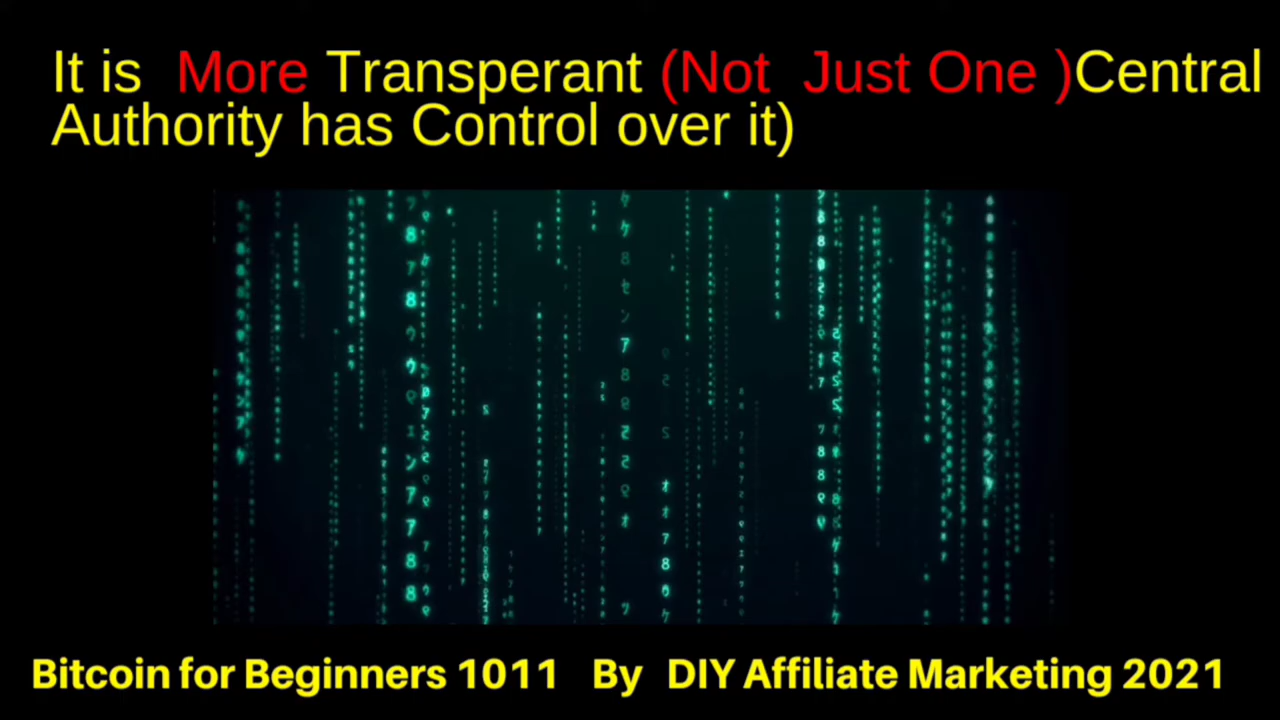 It is More Transperant (Not Just One )Central
Authority has Control over it)
Bitcoin for Beginners 1011 By DIY Affiliate Marketing 2021